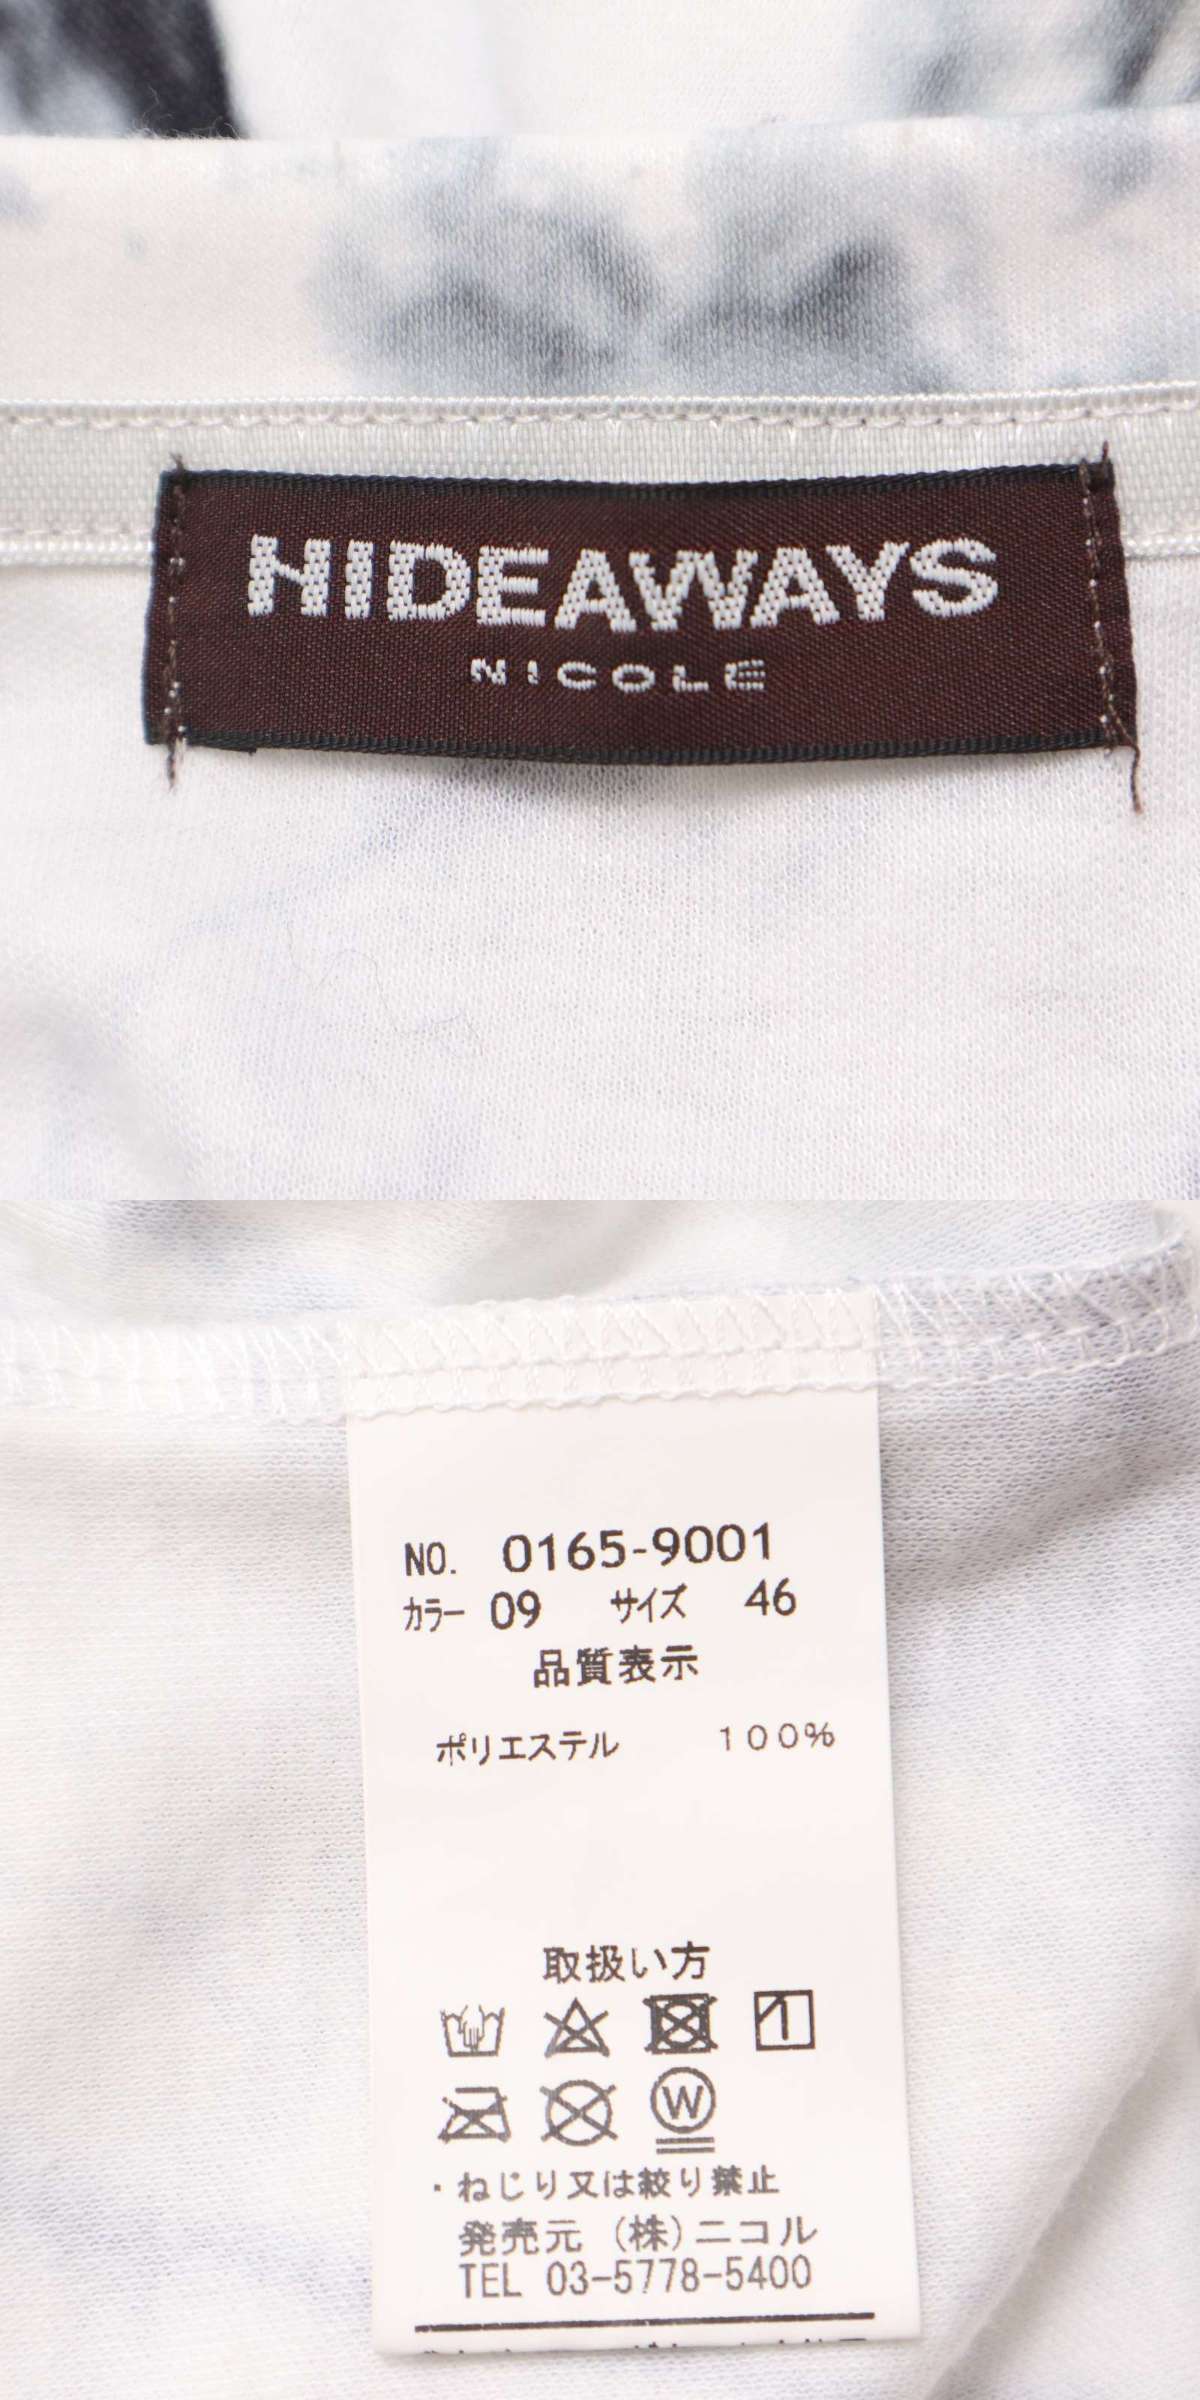 HIDEAWAYS
NICOLE
NO. 0165-9001
カラー 09 サイズ 46
品質表示
ポリエステル 100%
取扱い方
W
・ねじり又は絞り禁止
発売元 (株)ニコル
TEL 03-5778-5400